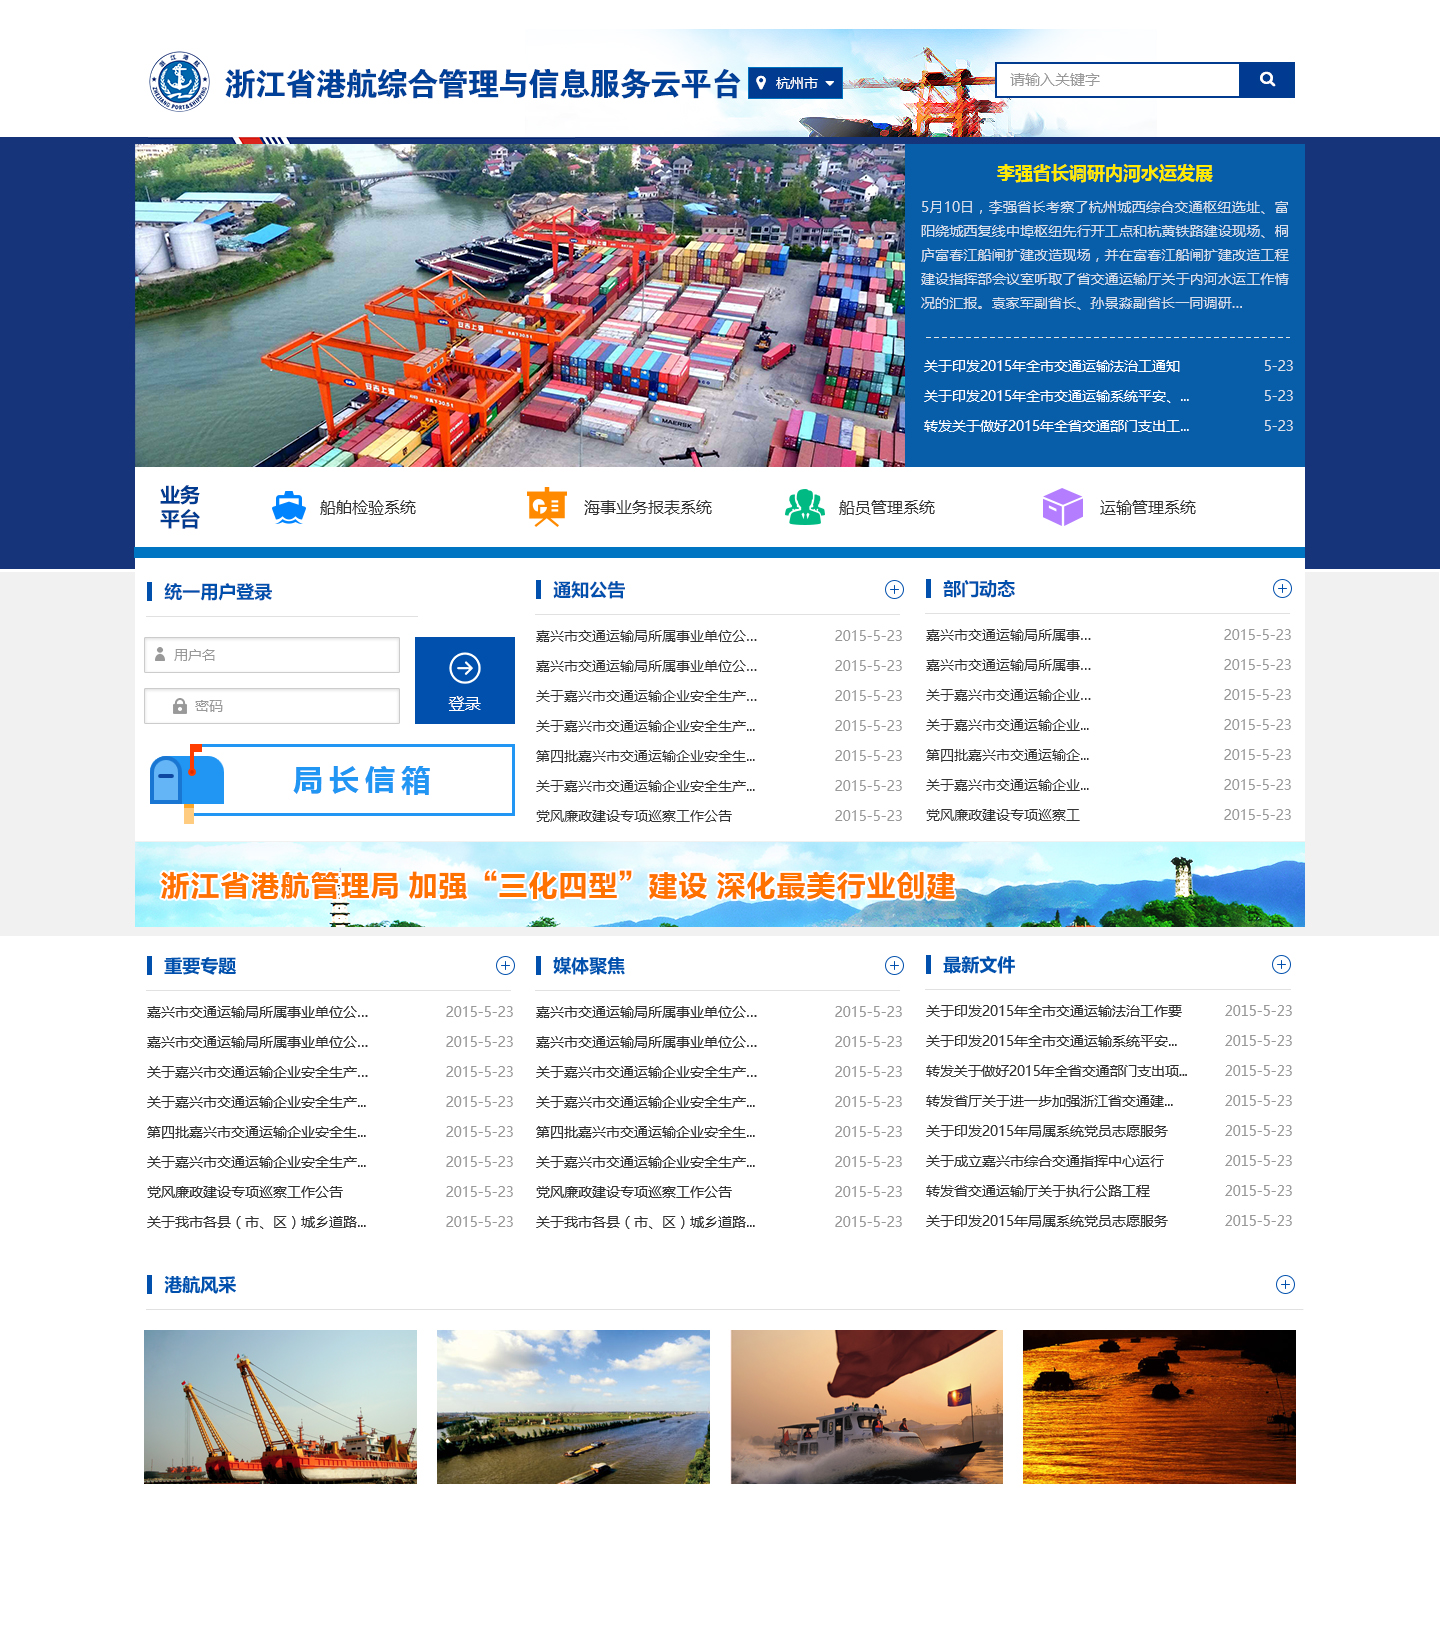 浙江省港航综合管理与信息服务云平台
杭州市
请输入关键字
李强省长调研内河水运发展
5月10日，李强省长考察了杭州城西综合交通枢纽选址、富
阳绕城西复线中埠枢纽先行开工点和杭黄铁路建设现场、桐
庐富春江船闸扩建改造现场，并在富春江船闸扩建改造工程
建设指挥部会议室听取了省交通运输厅关于内河水运工作情
况的汇报。袁家军副省长、孙景淼副省长一同调研...
关于印发2015年全市交通运输法治工通知 5-23
关于印发2015年全市交通运输系统平安、... 5-23
转发关于做好2015年全省交通部门支出工... 5-23
业务
平台
船舶检验系统
海事业务报表系统
船员管理系统
运输管理系统
统一用户登录
用户名
密码
登录
局长信箱
通知公告
嘉兴市交通运输局所属事业单位公... 2015-5-23
嘉兴市交通运输局所属事业单位公... 2015-5-23
关于嘉兴市交通运输企业安全生产... 2015-5-23
关于嘉兴市交通运输企业安全生产... 2015-5-23
第四批嘉兴市交通运输企业安全生... 2015-5-23
关于嘉兴市交通运输企业安全生产... 2015-5-23
党风廉政建设专项巡察工作公告 2015-5-23
部门动态
嘉兴市交通运输局所属事... 2015-5-23
嘉兴市交通运输局所属事... 2015-5-23
关于嘉兴市交通运输企业... 2015-5-23
关于嘉兴市交通运输企业... 2015-5-23
第四批嘉兴市交通运输企... 2015-5-23
关于嘉兴市交通运输企业... 2015-5-23
党风廉政建设专项巡察工 2015-5-23
浙江省港航管理局 加强“三化四型”建设 深化最美行业创建
重要专题
嘉兴市交通运输局所属事业单位公... 2015-5-23
嘉兴市交通运输局所属事业单位公... 2015-5-23
关于嘉兴市交通运输企业安全生产... 2015-5-23
关于嘉兴市交通运输企业安全生产... 2015-5-23
第四批嘉兴市交通运输企业安全生... 2015-5-23
关于嘉兴市交通运输企业安全生产... 2015-5-23
党风廉政建设专项巡察工作公告 2015-5-23
关于我市各县（市、区）城乡道路... 2015-5-23
媒体聚焦
嘉兴市交通运输局所属事业单位公... 2015-5-23
嘉兴市交通运输局所属事业单位公... 2015-5-23
关于嘉兴市交通运输企业安全生产... 2015-5-23
关于嘉兴市交通运输企业安全生产... 2015-5-23
第四批嘉兴市交通运输企业安全生... 2015-5-23
关于嘉兴市交通运输企业安全生产... 2015-5-23
党风廉政建设专项巡察工作公告 2015-5-23
关于我市各县（市、区）城乡道路... 2015-5-23
最新文件
关于印发2015年全市交通运输法治工作要 2015-5-23
关于印发2015年全市交通运输系统平安... 2015-5-23
转发关于做好2015年全省交通部门支出项... 2015-5-23
转发省厅关于进一步加强浙江省交通建... 2015-5-23
关于印发2015年局属系统党员志愿服务 2015-5-23
关于成立嘉兴市综合交通指挥中心运行 2015-5-23
转发省交通运输厅关于执行公路工程 2015-5-23
关于印发2015年局属系统党员志愿服务 2015-5-23
港航风采